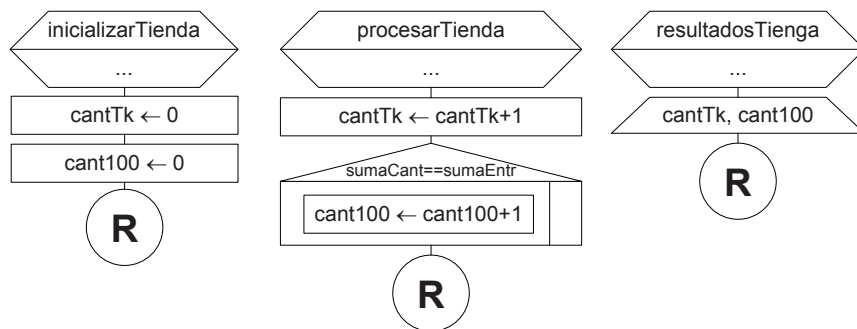 inicializarTienda
...
cantTk ← 0
cant100 ← 0
R
procesarTienda
...
cantTk ← cantTk+1
sumaCant==sumaEntr
cant100 ← cant100+1
R
resultadosTienga
...
cantTk, cant100
R